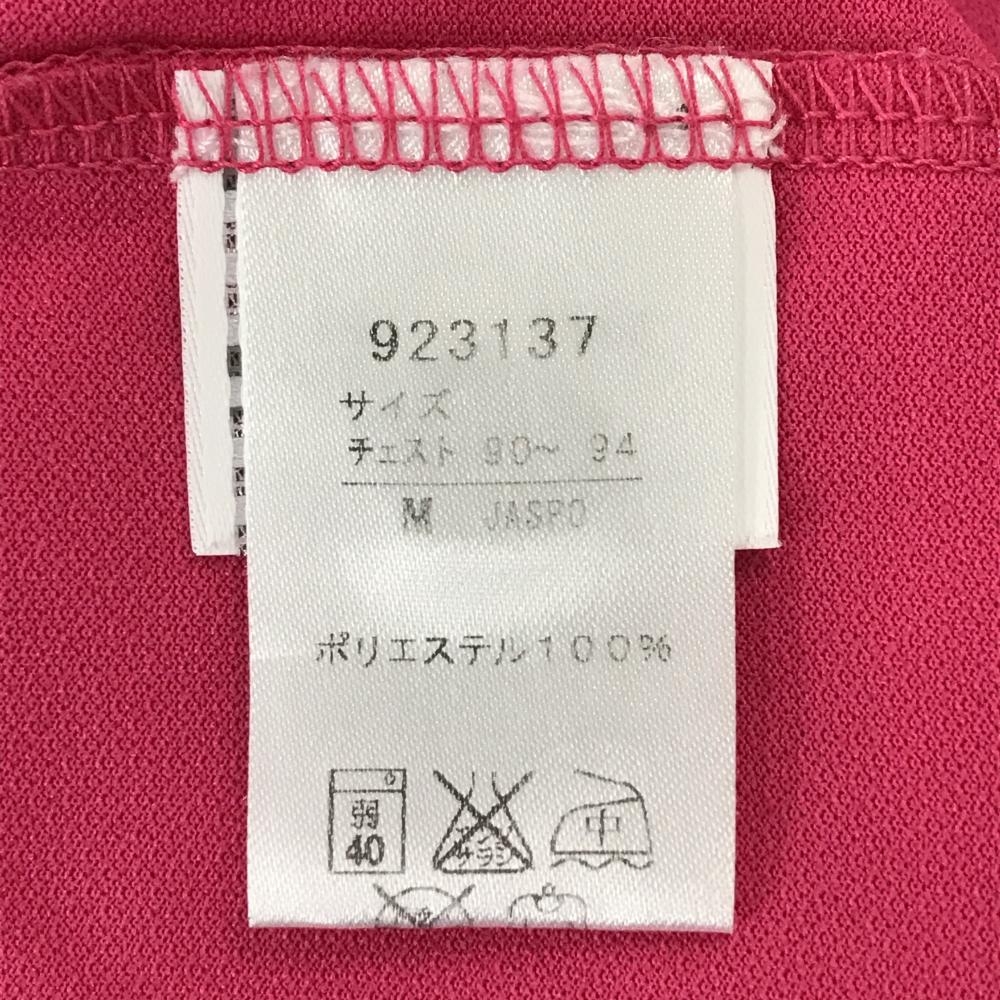 923137
サイズ
チェスト 90～ 94
M JASPO
ポリエステル１００％
弱
40
中